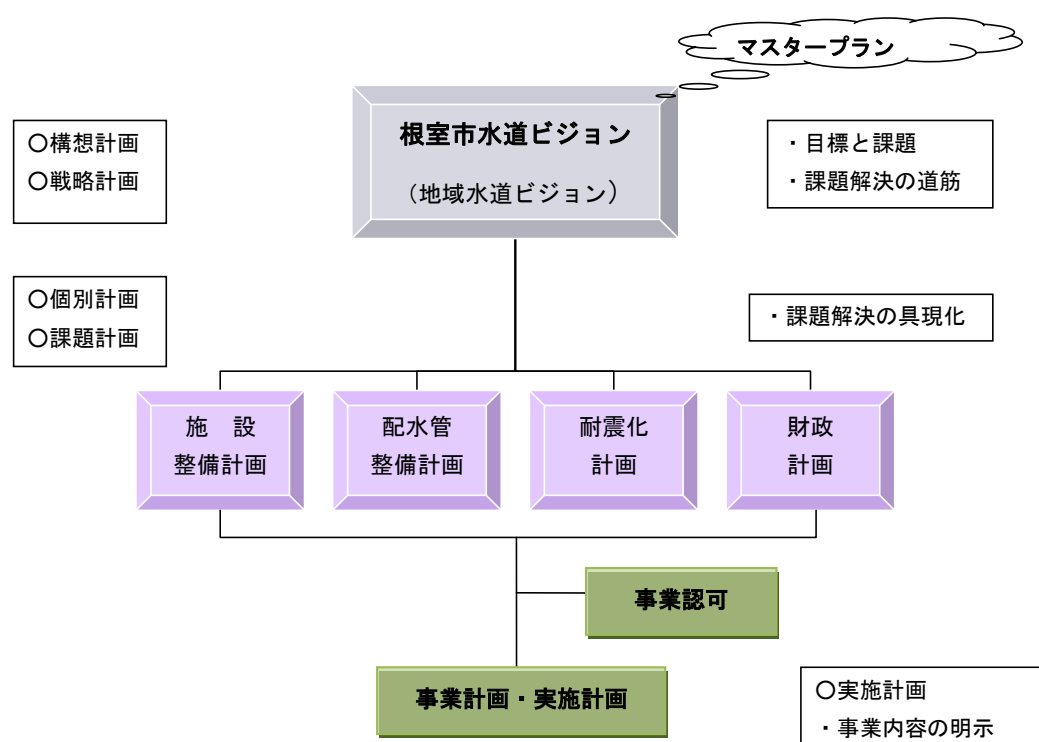 マスタープラン
根室市水道ビジョン
（地域水道ビジョン）
〇構想計画
〇戦略計画
・目標と課題
・課題解決の道筋
〇個別計画
〇課題計画
・課題解決の具現化
施　設
整備計画
配水管
整備計画
耐震化
計画
財政
計画
事業認可
事業計画・実施計画
〇実施計画
・事業内容の明示